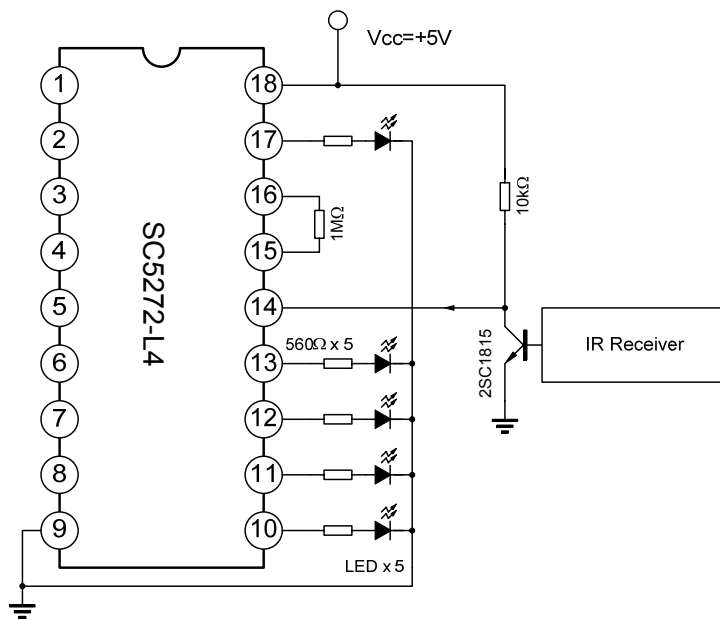 Vcc=+5V
1
18
2
17
3
16
1MΩ
10kΩ
4
15
SC5272-L4
5
14
6
13
560Ω x 5
2SC1815
IR Receiver
7
12
8
11
9
10
LED x 5